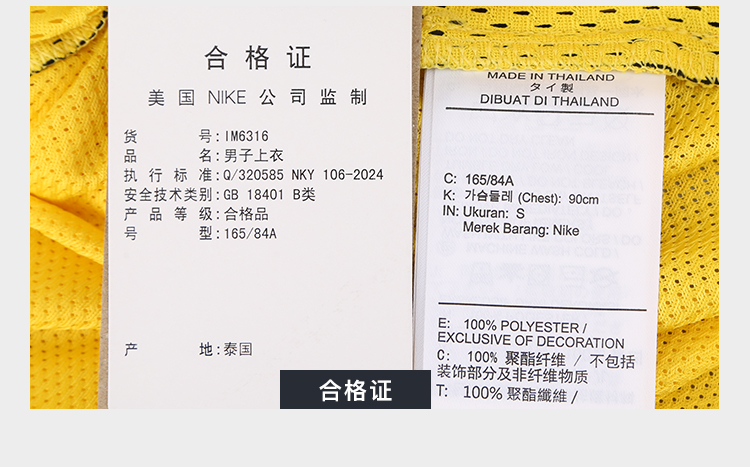 合格证
美国 NIKE 公司监制
货 号:IM6316
品 名:男子上衣
执行标准:Q/320585 NKY 106-2024
安全技术类别:GB 18401 B类
产品等级:合格品
号 型:165/84A
产 地:泰国
合格证
MADE IN THAILAND
タイ製
DIBUAT DI THAILAND
C: 165/84A
K: 가슴둘레 (Chest): 90cm
IN: Ukuran: S
Merek Barang: Nike
E: 100% POLYESTER /
EXCLUSIVE OF DECORATION
C: 100% 聚酯纤维 / 不包括
装饰部分及非纤维物质
T: 100% 聚酯纖維 /